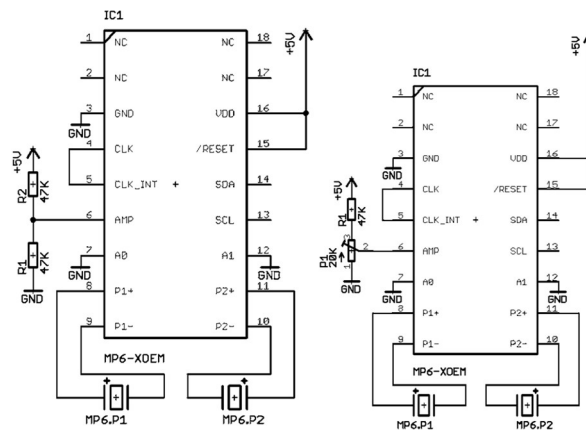 IC1
+5V
1 NC NC 18
2 NC NC 17
3 GND VDD 16
GND
4 CLK /RESET 15
5 CLK_INT + SDA 14
+5V
R2 47K
6 AMP SCL 13
R1 47K
7 A0 A1 12
GND GND
8 P1+ P2+ 11
GND
9 P1- P2- 10
MP6-XOEM
+ +
MP6.P1 MP6.P2
IC1
+5V
1 NC NC 18
2 NC NC 17
3 GND VDD 16
GND
4 CLK /RESET 15
5 CLK_INT + SDA 14
+5V
R1 47K
P1 20K
3
2
1
6 AMP SCL 13
7 A0 A1 12
GND GND
GND
8 P1+ P2+ 11
9 P1- P2- 10
MP6-XOEM
+ +
MP6.P1 MP6.P2